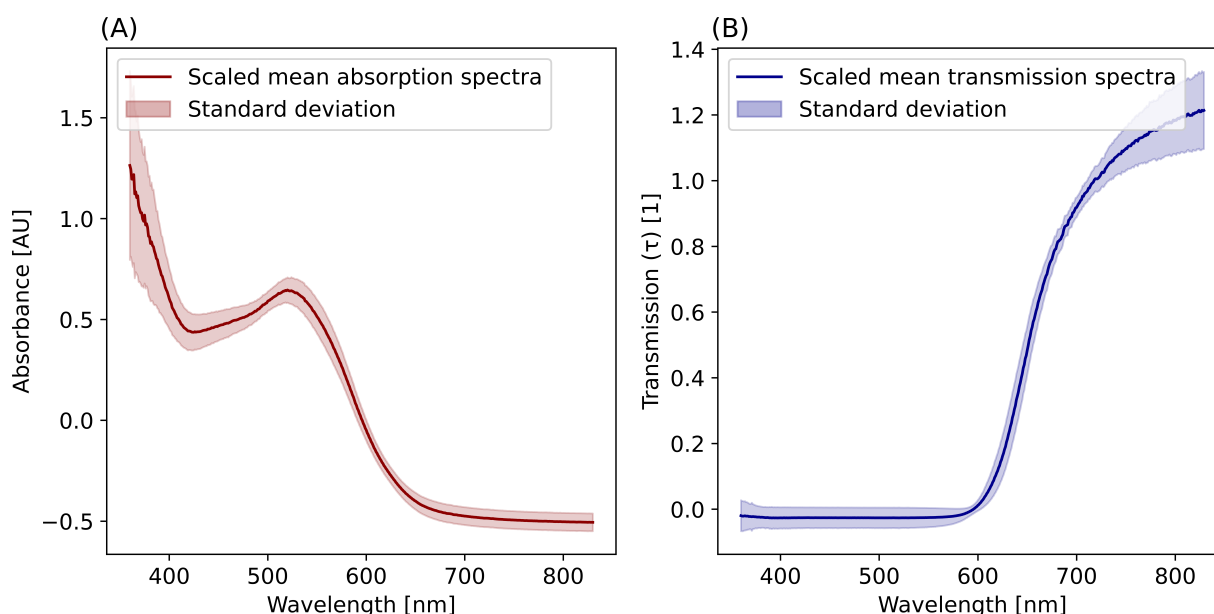 (A)
Scaled mean absorption spectra
Standard deviation
Absorbance [AU]
1.5
1.0
0.5
0.0
−0.5
400 500 600 700 800
Wavelength [nm]
(B)
Scaled mean transmission spectra
Standard deviation
Transmission (τ) [1]
1.4
1.2
1.0
0.8
0.6
0.4
0.2
0.0
400 500 600 700 800
Wavelength [nm]